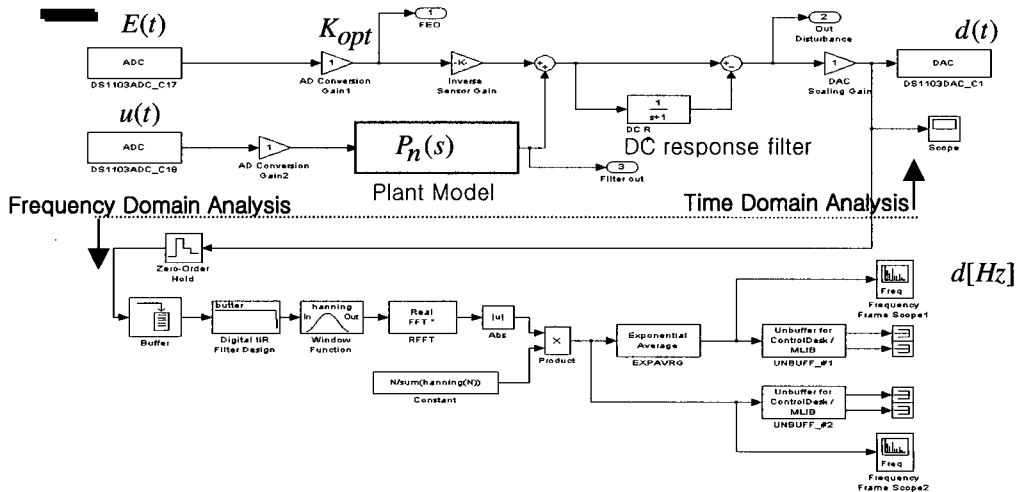 E(t)
K_opt
1
FEO
2
Out
Disturbance
d(t)
ADC
DS1103ADC_C17
1
AD Conversion
Gain1
-K-
Inverse
Sensor Gain
1
DAC
Scaling Gain
DAC
DS1103DAC_C1
u(t)
ADC
DS1103ADC_C18
1
AD Conversion
Gain2
P_n(s)
Plant Model
1
s+1
DC R
DC response filter
3
Filter out
Scope
Frequency Domain Analysis
Time Domain Analysis
Zero-Order
Hold
Buffer
butter
Digital IIR
Filter Design
hanning
In Out
Window
Function
Real
FFT *
RFFT
|u|
Abs
×
Product
N/sum(hanning(N))
Constant
Exponential
Average
EXPAVRG
Freq
Frequency
Frame Scope1
d[Hz]
Unbuffer for
ControlDesk /
MLIB
UNBUFF_#1
Unbuffer for
ControlDesk /
MLIB
UNBUFF_#2
Freq
Frequency
Frame Scope2